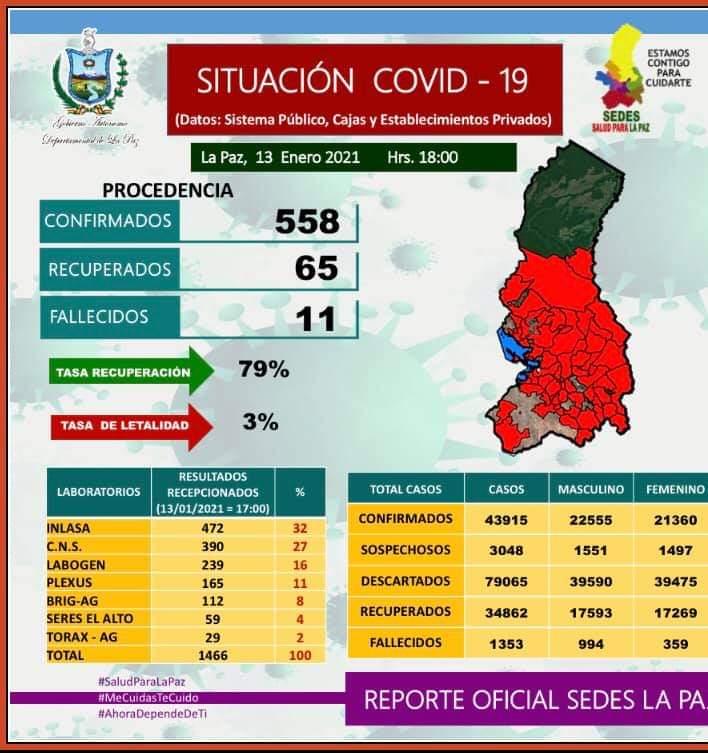 Gobierno Autónomo
Departamental de La Paz
SITUACIÓN COVID - 19
(Datos: Sistema Público, Cajas y Establecimientos Privados)
ESTAMOS
CONTIGO
PARA
CUIDARTE
SEDES
SALUD PARA LA PAZ
La Paz, 13 Enero 2021 Hrs. 18:00
PROCEDENCIA
CONFIRMADOS 558
RECUPERADOS 65
FALLECIDOS 11
TASA RECUPERACIÓN 79%
TASA DE LETALIDAD 3%
LABORATORIOS RESULTADOS RECEPCIONADOS (13/01/2021 = 17:00) %
INLASA 472 32
C.N.S. 390 27
LABOGEN 239 16
PLEXUS 165 11
BRIG-AG 112 8
SERES EL ALTO 59 4
TORAX - AG 29 2
TOTAL 1466 100
TOTAL CASOS CASOS MASCULINO FEMENINO
CONFIRMADOS 43915 22555 21360
SOSPECHOSOS 3048 1551 1497
DESCARTADOS 79065 39590 39475
RECUPERADOS 34862 17593 17269
FALLECIDOS 1353 994 359
#SaludParaLaPaz
#MeCuidasTeCuido
#AhoraDependeDeTi
REPORTE OFICIAL SEDES LA PA